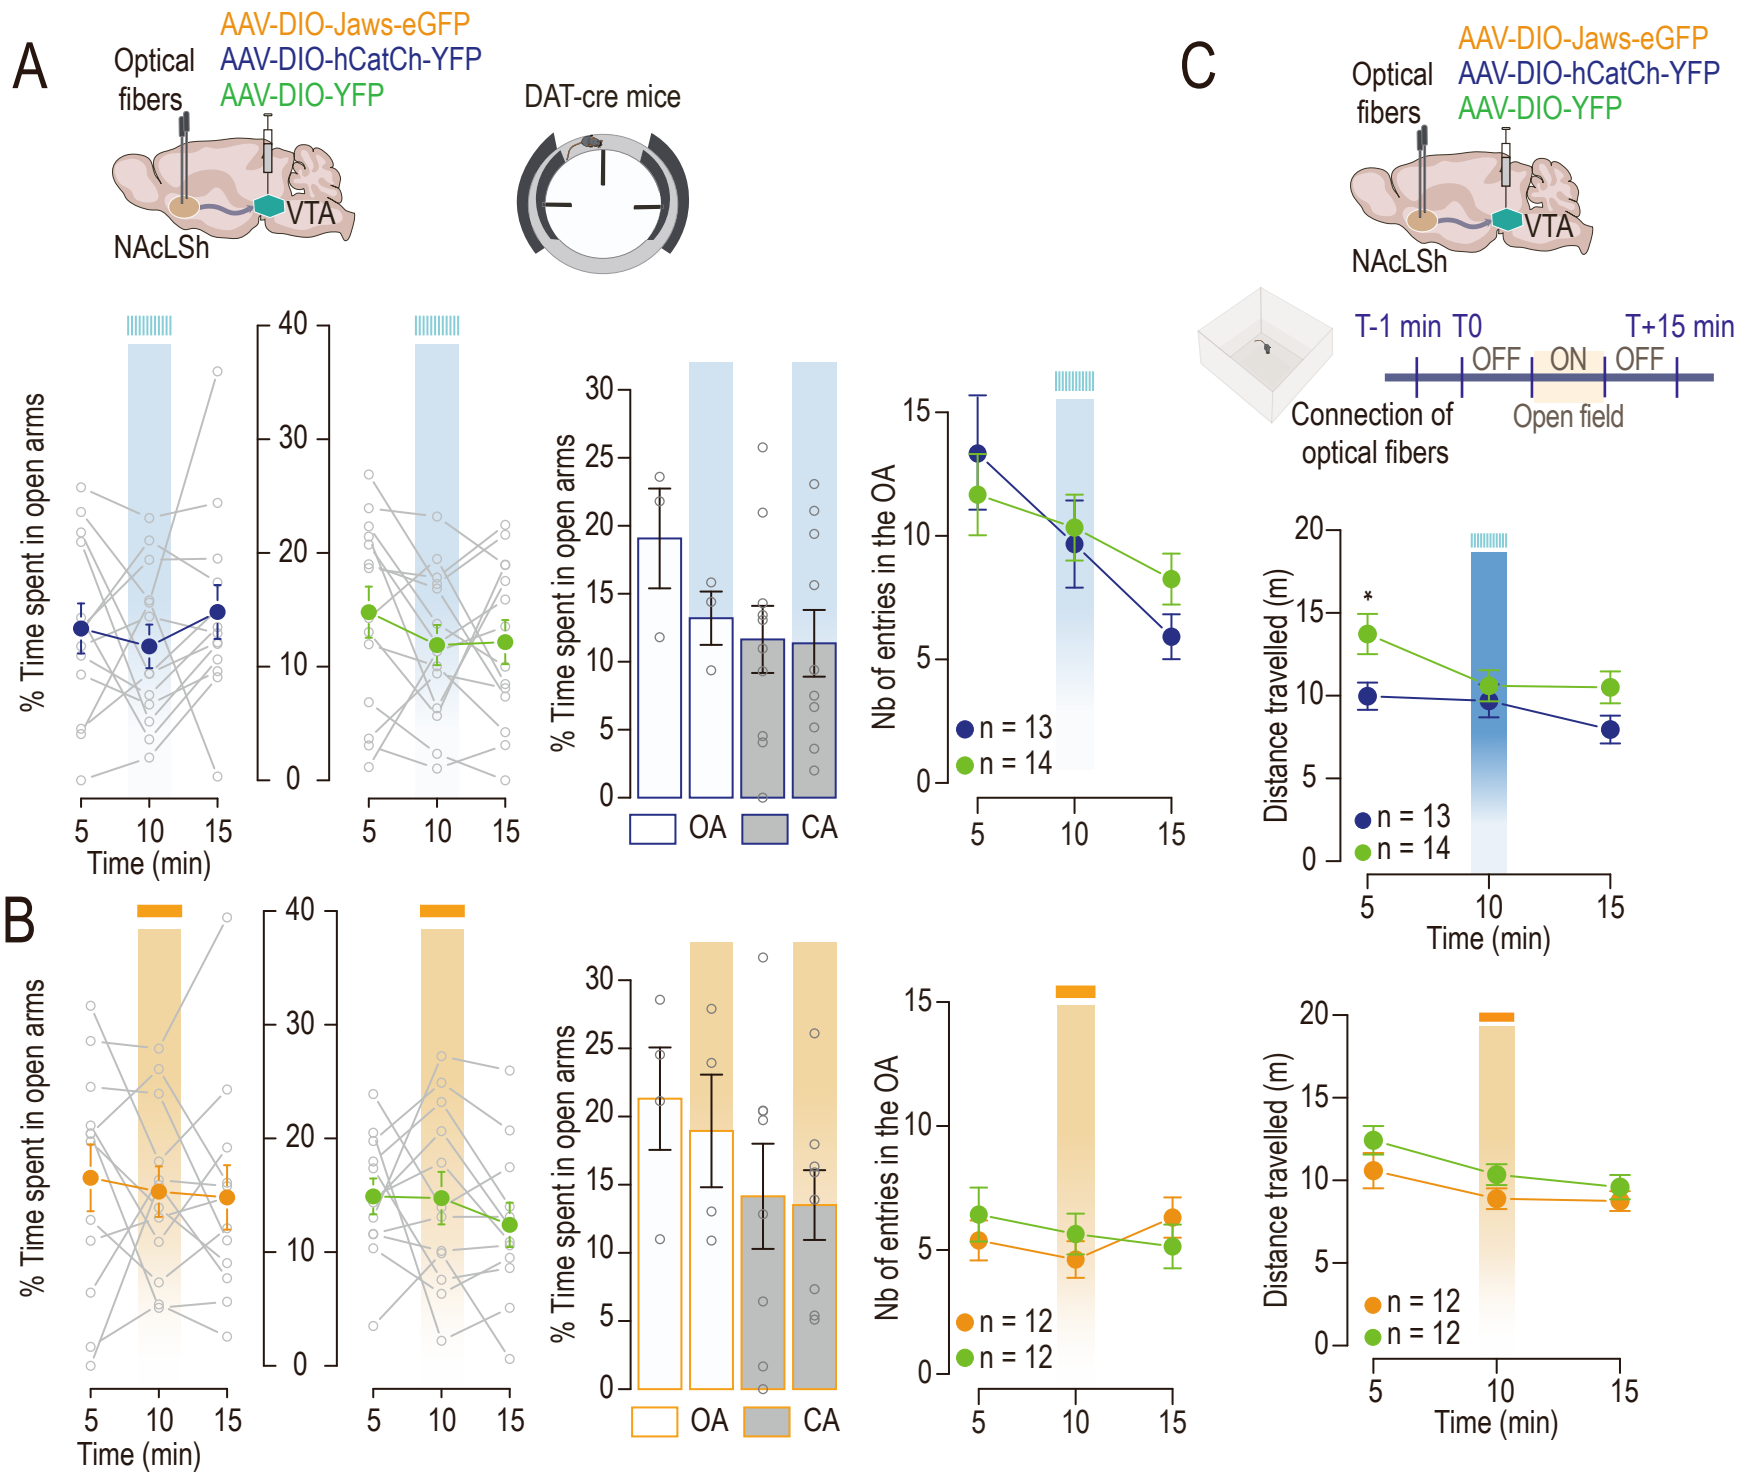 A
Optical
fibers
AAV-DIO-Jaws-eGFP
AAV-DIO-hCatCh-YFP
AAV-DIO-YFP
NAcLSh
VTA
DAT-cre mice
% Time spent in open arms
40
30
20
10
0
5 10 15
Time (min)
5 10 15
% Time spent in open arms
30
25
20
15
10
5
0
OA
CA
Nb of entries in the OA
15
10
5
0
n = 13
n = 14
5 10 15
B
% Time spent in open arms
40
30
20
10
0
5 10 15
Time (min)
5 10 15
% Time spent in open arms
30
25
20
15
10
5
0
OA
CA
Nb of entries in the OA
15
10
5
0
n = 12
n = 12
5 10 15
C
Optical
fibers
AAV-DIO-Jaws-eGFP
AAV-DIO-hCatCh-YFP
AAV-DIO-YFP
NAcLSh
VTA
T-1 min T0 T+15 min
OFF ON OFF
Connection of
optical fibers
Open field
Distance travelled (m)
20
15
10
5
0
*
n = 13
n = 14
5 10 15
Time (min)
Distance travelled (m)
20
15
10
5
0
n = 12
n = 12
5 10 15
Time (min)